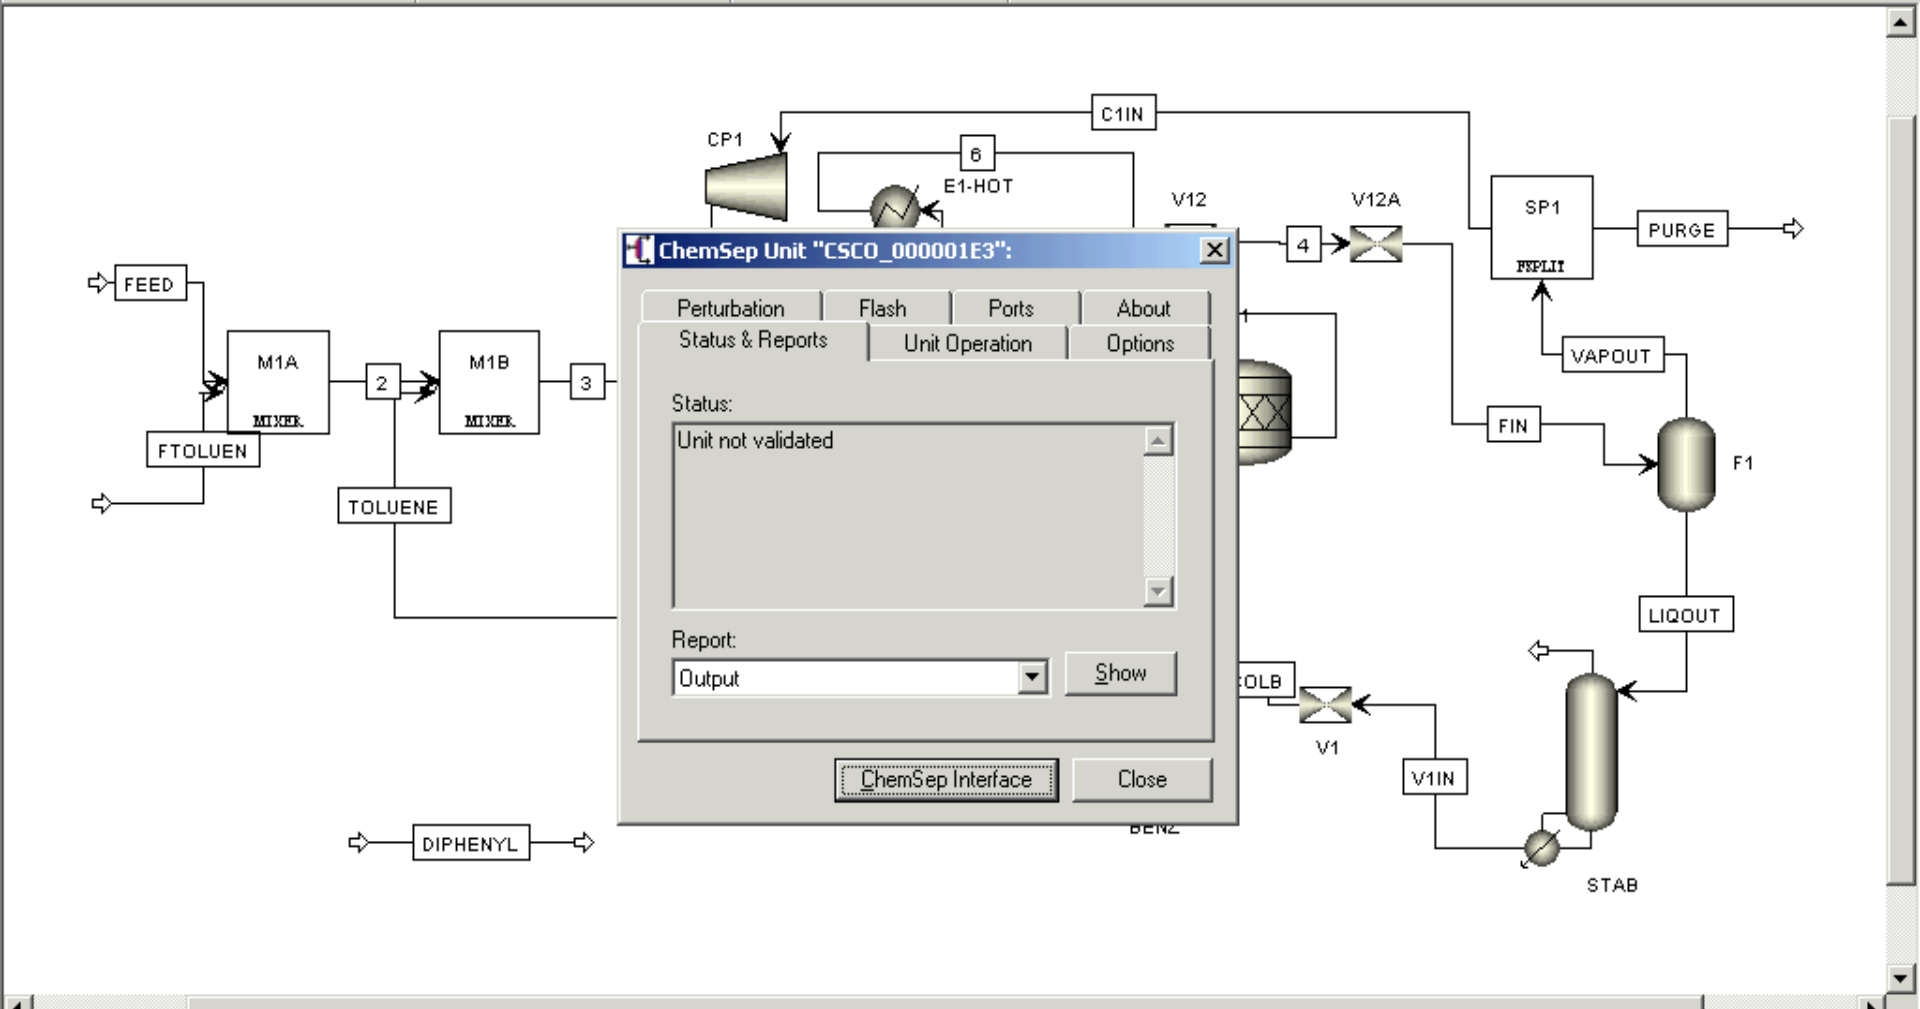 C1IN
CP1
6
E1-HOT
V12
V12A
SP1
FSPLIT
PURGE
4
ChemSep Unit "CSCO_000001E3":
FEED
Perturbation
Flash
Ports
About
Status & Reports
Unit Operation
Options
M1A
MIXER
2
M1B
MIXER
3
VAPOUT
Status:
Unit not validated
FIN
F1
FTOLUEN
TOLUENE
LIQOUT
Report:
Output
Show
OLB
V1
V1IN
ChemSep Interface
Close
BENZ
DIPHENYL
STAB